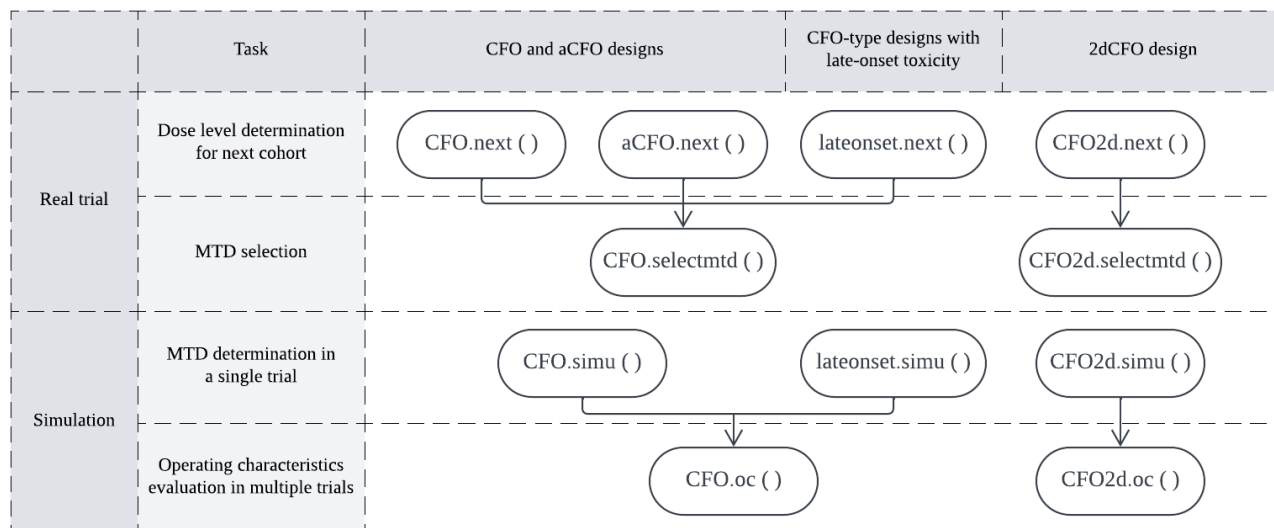 Task
CFO and aCFO designs
CFO-type designs with
late-onset toxicity
2dCFO design
Real trial
Dose level determination
for next cohort
CFO.next ( )
aCFO.next ( )
lateonset.next ( )
CFO2d.next ( )
MTD selection
CFO.selectmtd ( )
CFO2d.selectmtd ( )
Simulation
MTD determination in
a single trial
CFO.simu ( )
lateonset.simu ( )
CFO2d.simu ( )
Operating characteristics
evaluation in multiple trials
CFO.oc ( )
CFO2d.oc ( )